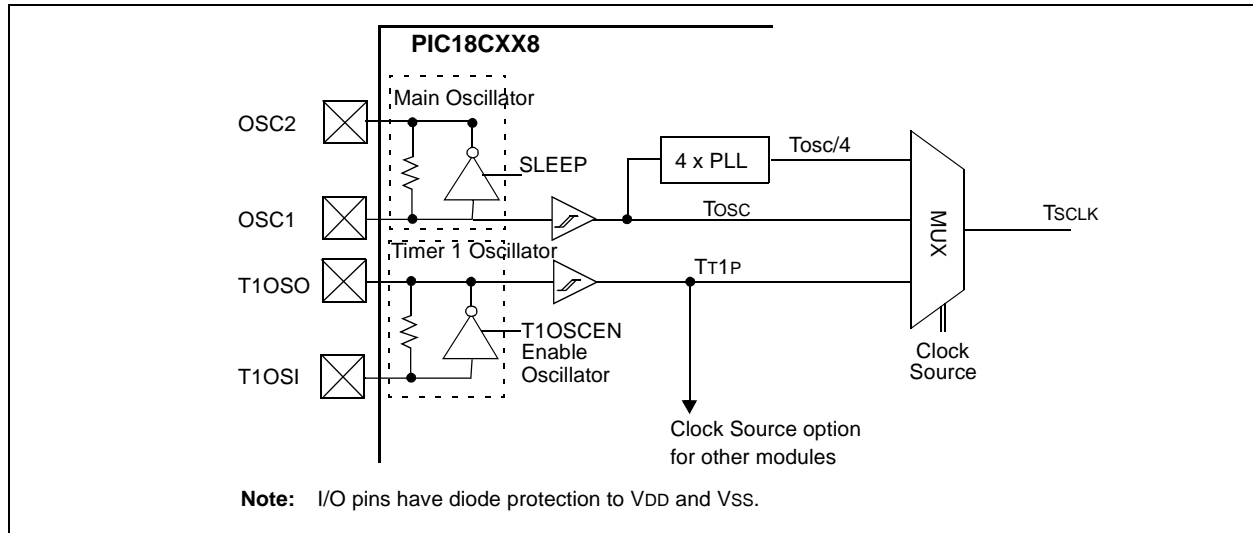 PIC18CXX8
Main Oscillator
OSC2
SLEEP
4 x PLL
Tosc/4
OSC1
TOSC
MUX
TSCLK
Timer 1 Oscillator
T1OSO
TT1P
T1OSCEN
Enable
Oscillator
T1OSI
Clock
Source
Clock Source option
for other modules
Note: I/O pins have diode protection to VDD and VSS.